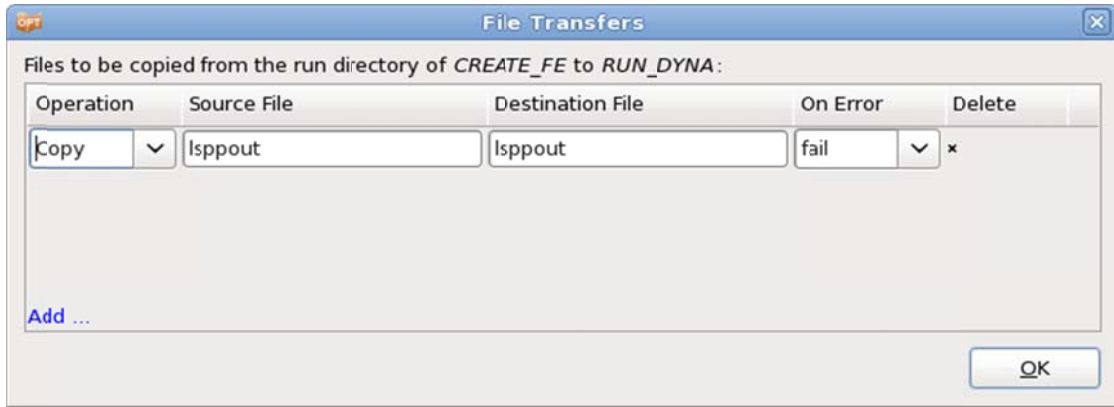 OPT File Transfers
Files to be copied from the run directory of CREATE_FE to RUN_DYNA:
Operation Source File Destination File On Error Delete
Copy lsppout lsppout fail
Add ...
OK